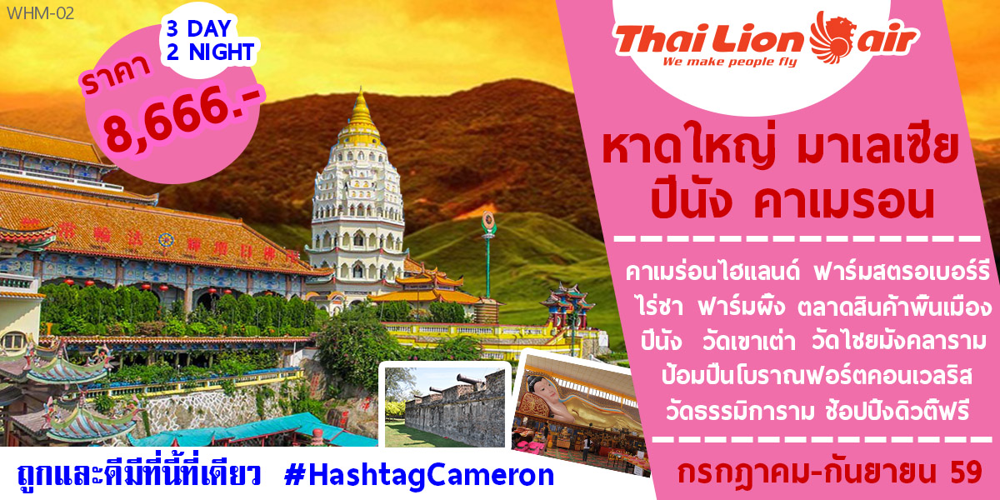 WHM-02
3 DAY
2 NIGHT
ราคา
8,666.-
Thai Lion air
We make people fly
หาดใหญ่ มาเลเซีย
ปีนัง คาเมรอน
คาเมร่อนไฮแลนด์ ฟาร์มสตรอเบอร์รี่
ไร่ชา ฟาร์มผึ้ง ตลาดสินค้าพื้นเมือง
ปีนัง วัดเขาเต่า วัดไชยมังคลาราม
ป้อมปืนโบราณฟอร์ตคอนเวลริส
วัดธรรมิการาม ช้อปปิ้งดิวตี้ฟรี
กรกฎาคม-กันยายน 59
ถูกและดีมีที่นี้ที่เดียว #HashtagCameron